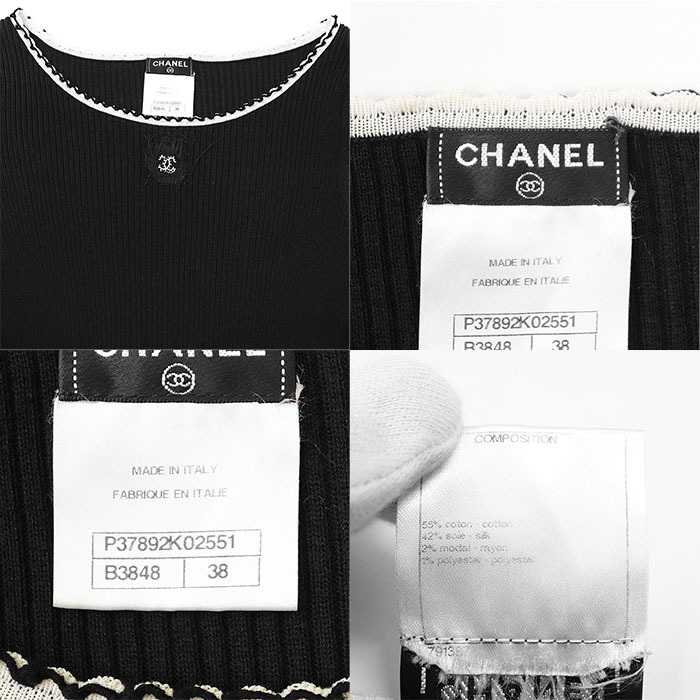 CHANEL
38
CHANEL
MADE IN ITALY
FABRIQUE EN ITALIE
P37892K02551
B3848 38
CHANEL
MADE IN ITALY
FABRIQUE EN ITALIE
P37892K02551
B3848 38
COMPOSITION
55% coton - cotton
42% soie - silk
2% modal - rayon
1% polyester - polyester